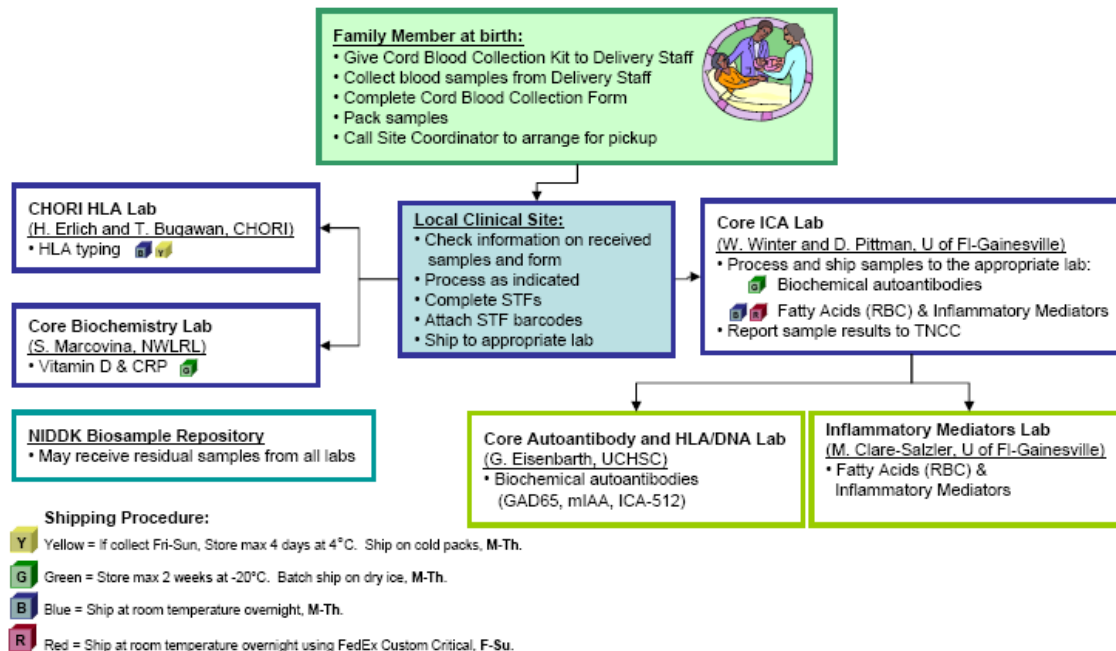 Family Member at birth:
• Give Cord Blood Collection Kit to Delivery Staff
• Collect blood samples from Delivery Staff
• Complete Cord Blood Collection Form
• Pack samples
• Call Site Coordinator to arrange for pickup
CHORI HLA Lab
(H. Erlich and T. Bugawan, CHORI)
• HLA typing B Y
Core Biochemistry Lab
(S. Marcovina, NWLRL)
• Vitamin D & CRP G
NIDDK Biosample Repository
• May receive residual samples from all labs
Local Clinical Site:
• Check information on received
samples and form
• Process as indicated
• Complete STFs
• Attach STF barcodes
• Ship to appropriate lab
Core ICA Lab
(W. Winter and D. Pittman, U of Fl-Gainesville)
• Process and ship samples to the appropriate lab:
G Biochemical autoantibodies
B R Fatty Acids (RBC) & Inflammatory Mediators
• Report sample results to TNCC
Core Autoantibody and HLA/DNA Lab
(G. Eisenbarth, UCHSC)
• Biochemical autoantibodies
(GAD65, mIAA, ICA-512)
Inflammatory Mediators Lab
(M. Clare-Salzler, U of Fl-Gainesville)
• Fatty Acids (RBC) &
Inflammatory Mediators
Shipping Procedure:
Y Yellow = If collect Fri-Sun, Store max 4 days at 4°C. Ship on cold packs, M-Th.
G Green = Store max 2 weeks at -20°C. Batch ship on dry ice, M-Th.
B Blue = Ship at room temperature overnight, M-Th.
R Red = Ship at room temperature overnight using FedEx Custom Critical, F-Su.